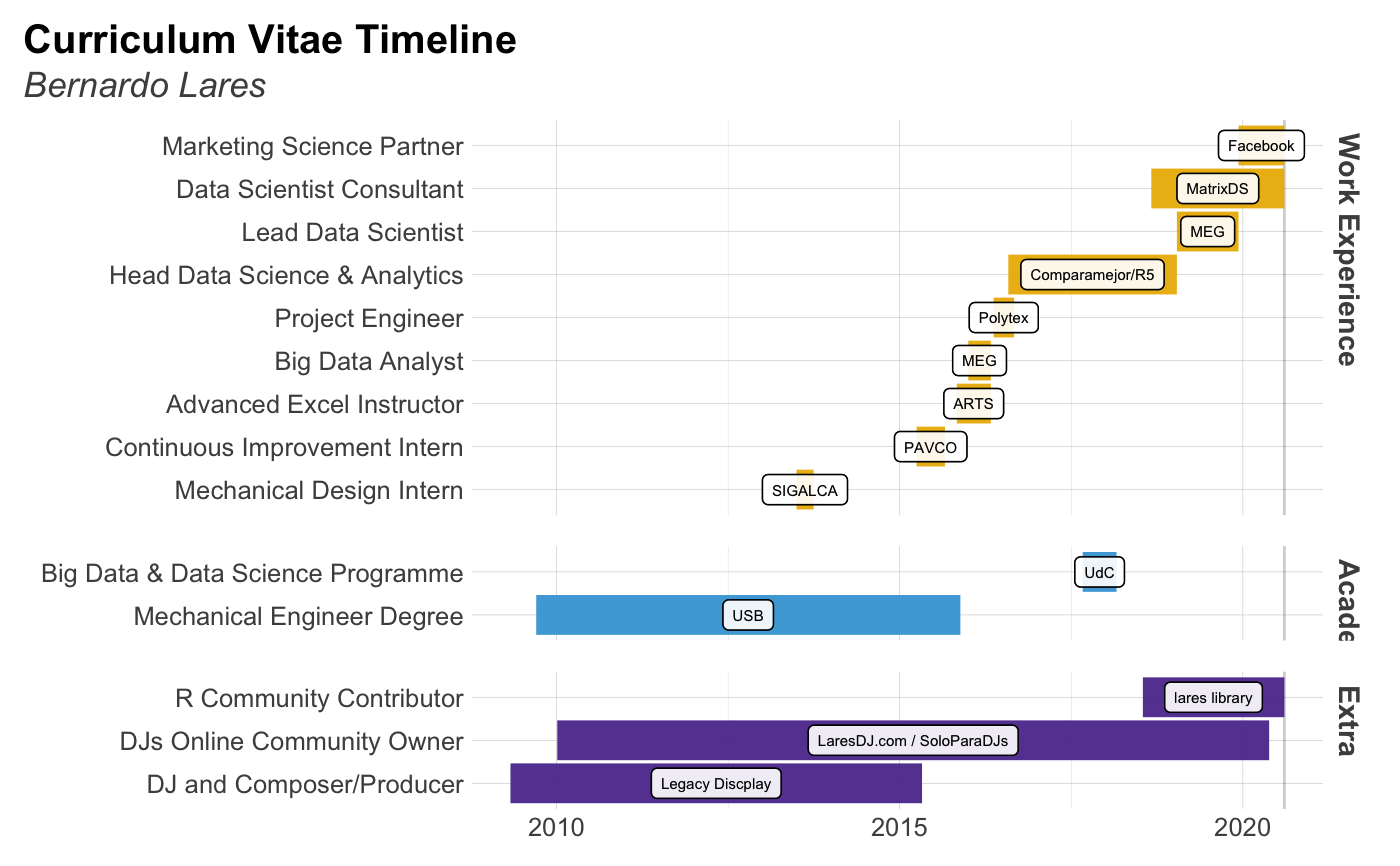 Curriculum Vitae Timeline
Bernardo Lares
Marketing Science Partner
Facebook
Data Scientist Consultant
MatrixDS
Lead Data Scientist
MEG
Head Data Science & Analytics
Comparamejor/R5
Project Engineer
Polytex
Big Data Analyst
MEG
Advanced Excel Instructor
ARTS
Continuous Improvement Intern
PAVCO
Mechanical Design Intern
SIGALCA
Work Experience
Big Data & Data Science Programme
UdC
Mechanical Engineer Degree
USB
Acade
R Community Contributor
lares library
DJs Online Community Owner
LaresDJ.com / SoloParaDJs
DJ and Composer/Producer
Legacy Discplay
Extra
2010 2015 2020